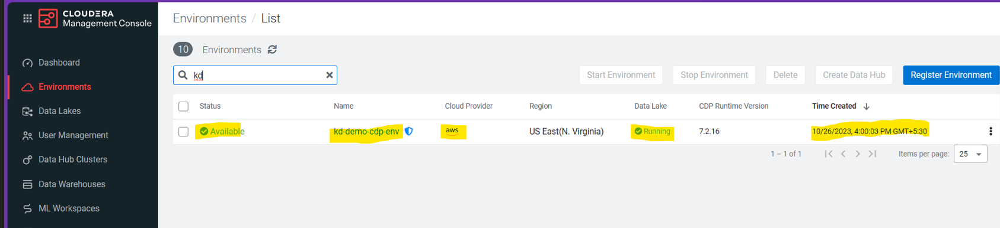 CLOUDERA
Management Console
Dashboard
Environments
Data Lakes
User Management
Data Hub Clusters
Data Warehouses
ML Workspaces
Environments / List
10 Environments
kd
Start Environment Stop Environment Delete Create Data Hub Register Environment
Status Name Cloud Provider Region Data Lake CDP Runtime Version Time Created
Available kd-demo-cdp-env aws US East(N. Virginia) Running 7.2.16 10/26/2023, 4:00:03 PM GMT+5:30
1 – 1 of 1 Items per page: 25